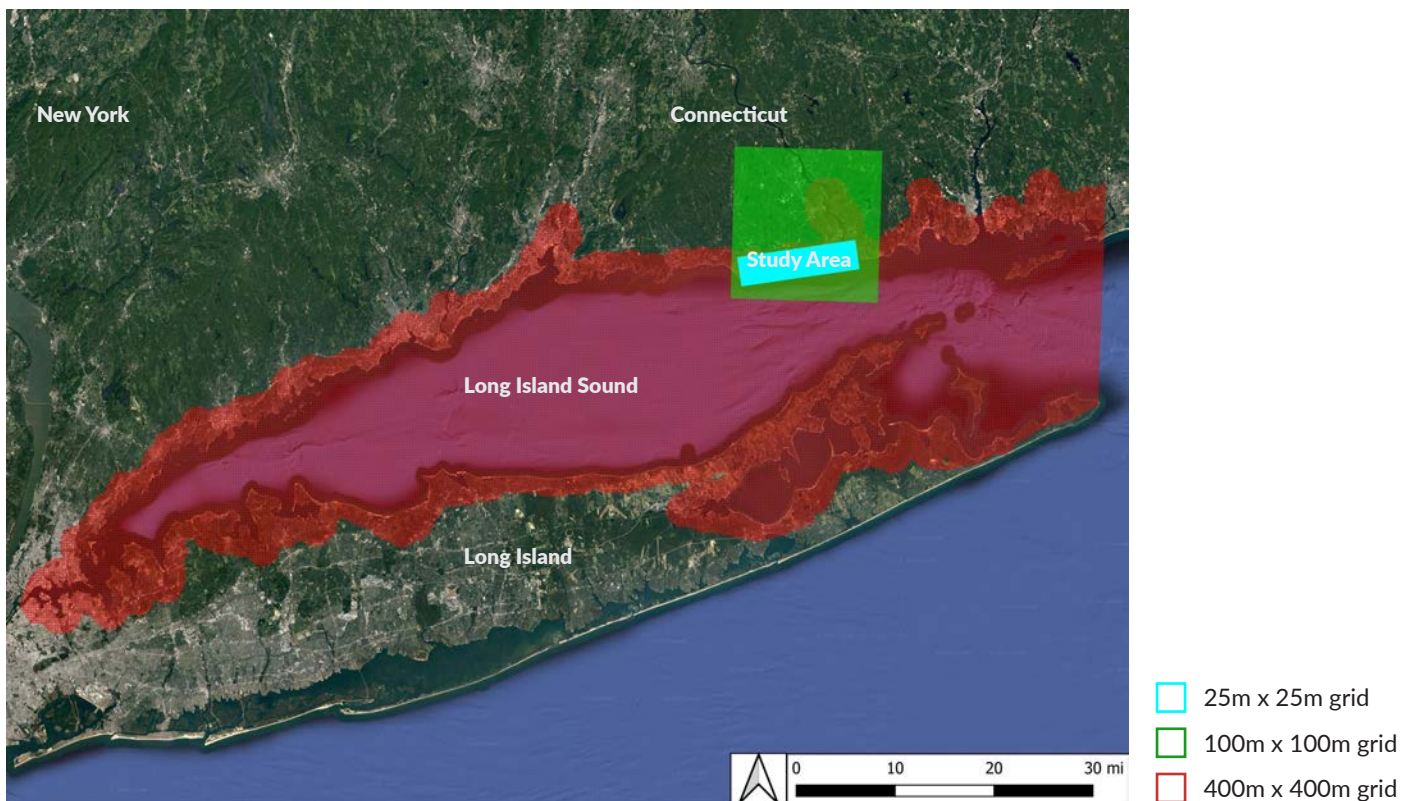 New York
Connecticut
Study Area
Long Island Sound
Long Island
0 10 20 30 mi
25m x 25m grid
100m x 100m grid
400m x 400m grid